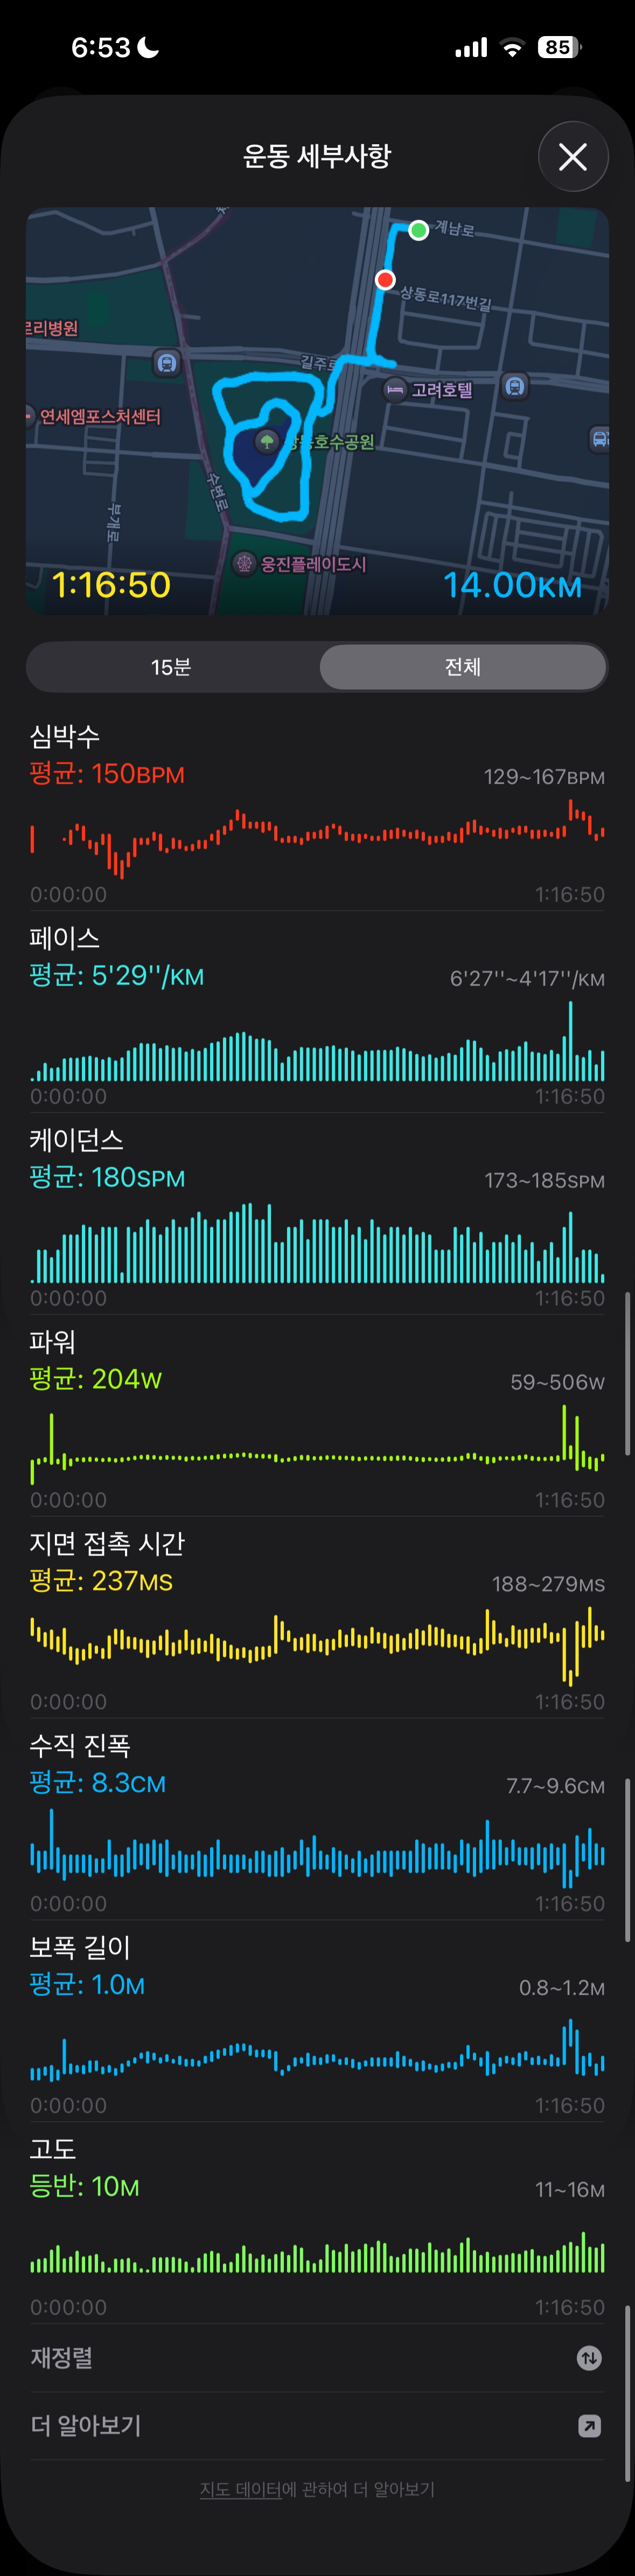 6:53
85
운동 세부사항
계남로
상동로117번길
르리병원
길주로
고려호텔
연세엠포스처센터
상동호수공원
수변로
부개로
웅진플레이도시
1:16:50
14.00KM
15분
전체
심박수
평균: 150BPM
129~167BPM
0:00:00
1:16:50
페이스
평균: 5'29''/KM
6'27''~4'17''/KM
0:00:00
1:16:50
케이던스
평균: 180SPM
173~185SPM
0:00:00
1:16:50
파워
평균: 204W
59~506W
0:00:00
1:16:50
지면 접촉 시간
평균: 237MS
188~279MS
0:00:00
1:16:50
수직 진폭
평균: 8.3CM
7.7~9.6CM
0:00:00
1:16:50
보폭 길이
평균: 1.0M
0.8~1.2M
0:00:00
1:16:50
고도
등반: 10M
11~16M
0:00:00
1:16:50
재정렬
더 알아보기
지도 데이터에 관하여 더 알아보기